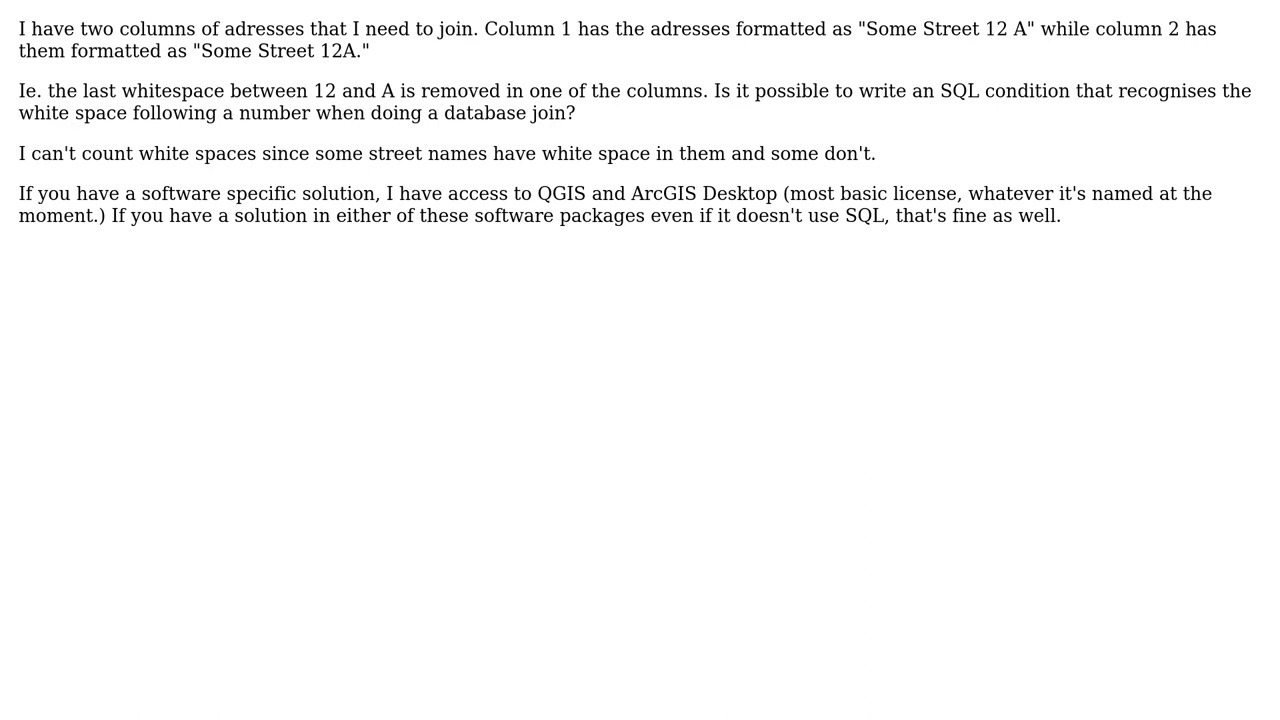 I have two columns of adresses that I need to join. Column 1 has the adresses formatted as "Some Street 12 A" while column 2 has
them formatted as "Some Street 12A."
Ie. the last whitespace between 12 and A is removed in one of the columns. Is it possible to write an SQL condition that recognises the
white space following a number when doing a database join?
I can't count white spaces since some street names have white space in them and some don't.
If you have a software specific solution, I have access to QGIS and ArcGIS Desktop (most basic license, whatever it's named at the
moment.) If you have a solution in either of these software packages even if it doesn't use SQL, that's fine as well.